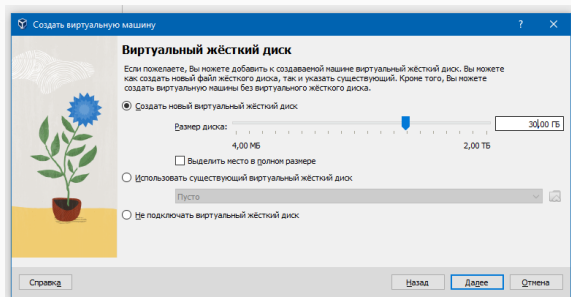 Создать виртуальную машину
Виртуальный жёсткий диск
Если пожелаете, Вы можете добавить к создаваемой машине виртуальный жёсткий диск. Вы можете
как создать новый файл жёсткого диска, так и указать существующий. Кроме того, Вы можете
создать виртуальную машину без виртуального жёсткого диска.
Создать новый виртуальный жёсткий диск
Размер диска: 30,00 ГБ
4,00 МБ 2,00 ТБ
Выделить место в полном размере
Использовать существующий виртуальный жёсткий диск
Пусто
Не подключать виртуальный жёсткий диск
Справка Назад Далее Отмена